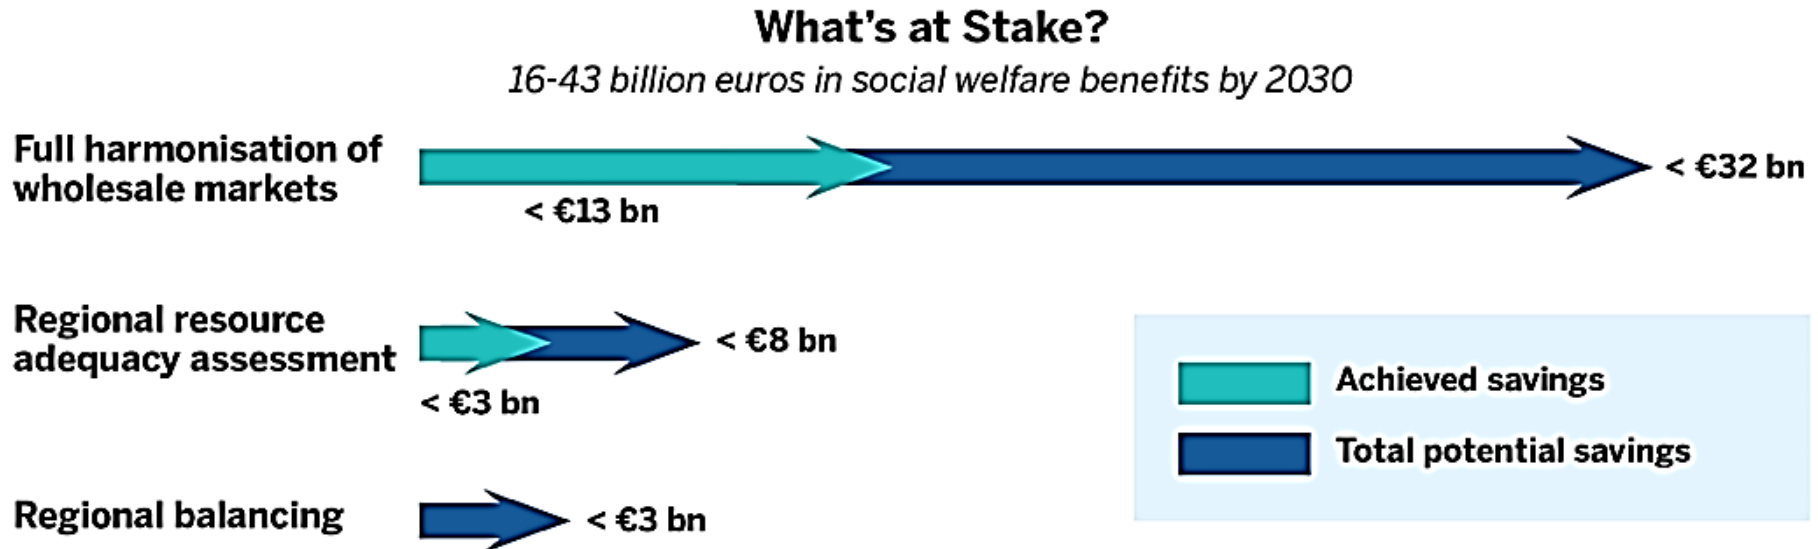 What's at Stake?
16-43 billion euros in social welfare benefits by 2030
Full harmonisation of
wholesale markets
< €32 bn
< €13 bn
Regional resource
adequacy assessment
< €8 bn
< €3 bn
Achieved savings
Total potential savings
Regional balancing
< €3 bn